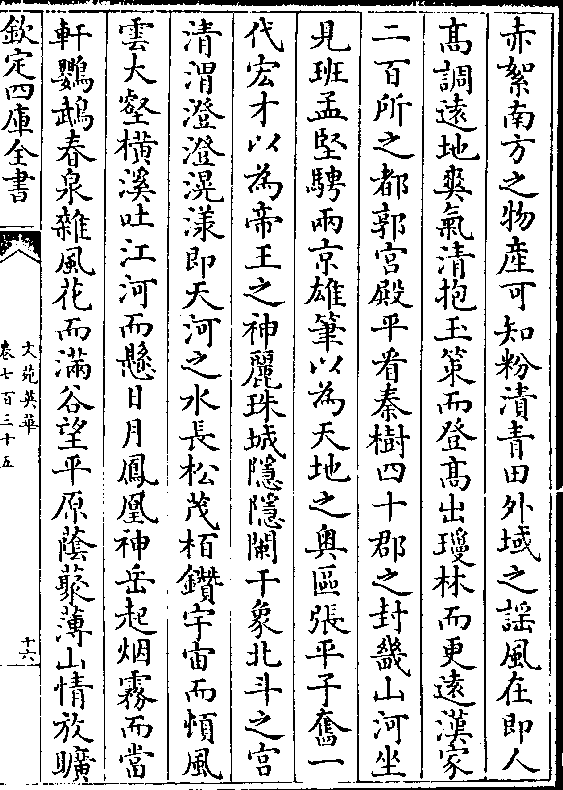 赤絮南方之物産可知粉漬青田外域之謡風在即人
髙調遠地爽氣清抱玉策而登髙出瓊林而更遠漢家
二百所之都郭宫殿平看秦樹四十郡之封畿山河坐
見班孟堅騁兩京雄筆以為天地之奥區張平子奮一
代宏才以為帝王之神麗珠城隱隱闌干象北斗之宫
清渭澄澄滉漾即天河之水長松茂栢鑽宇宙而傾風
雲大壑横溪吐江河而懸日月鳳凰神岳起烟霧而當
軒鸚鵡春泉雜風花而滿谷望平原蔭藂薄山情放曠
欽定四庫全書
文苑英華
卷七百三十五
十六